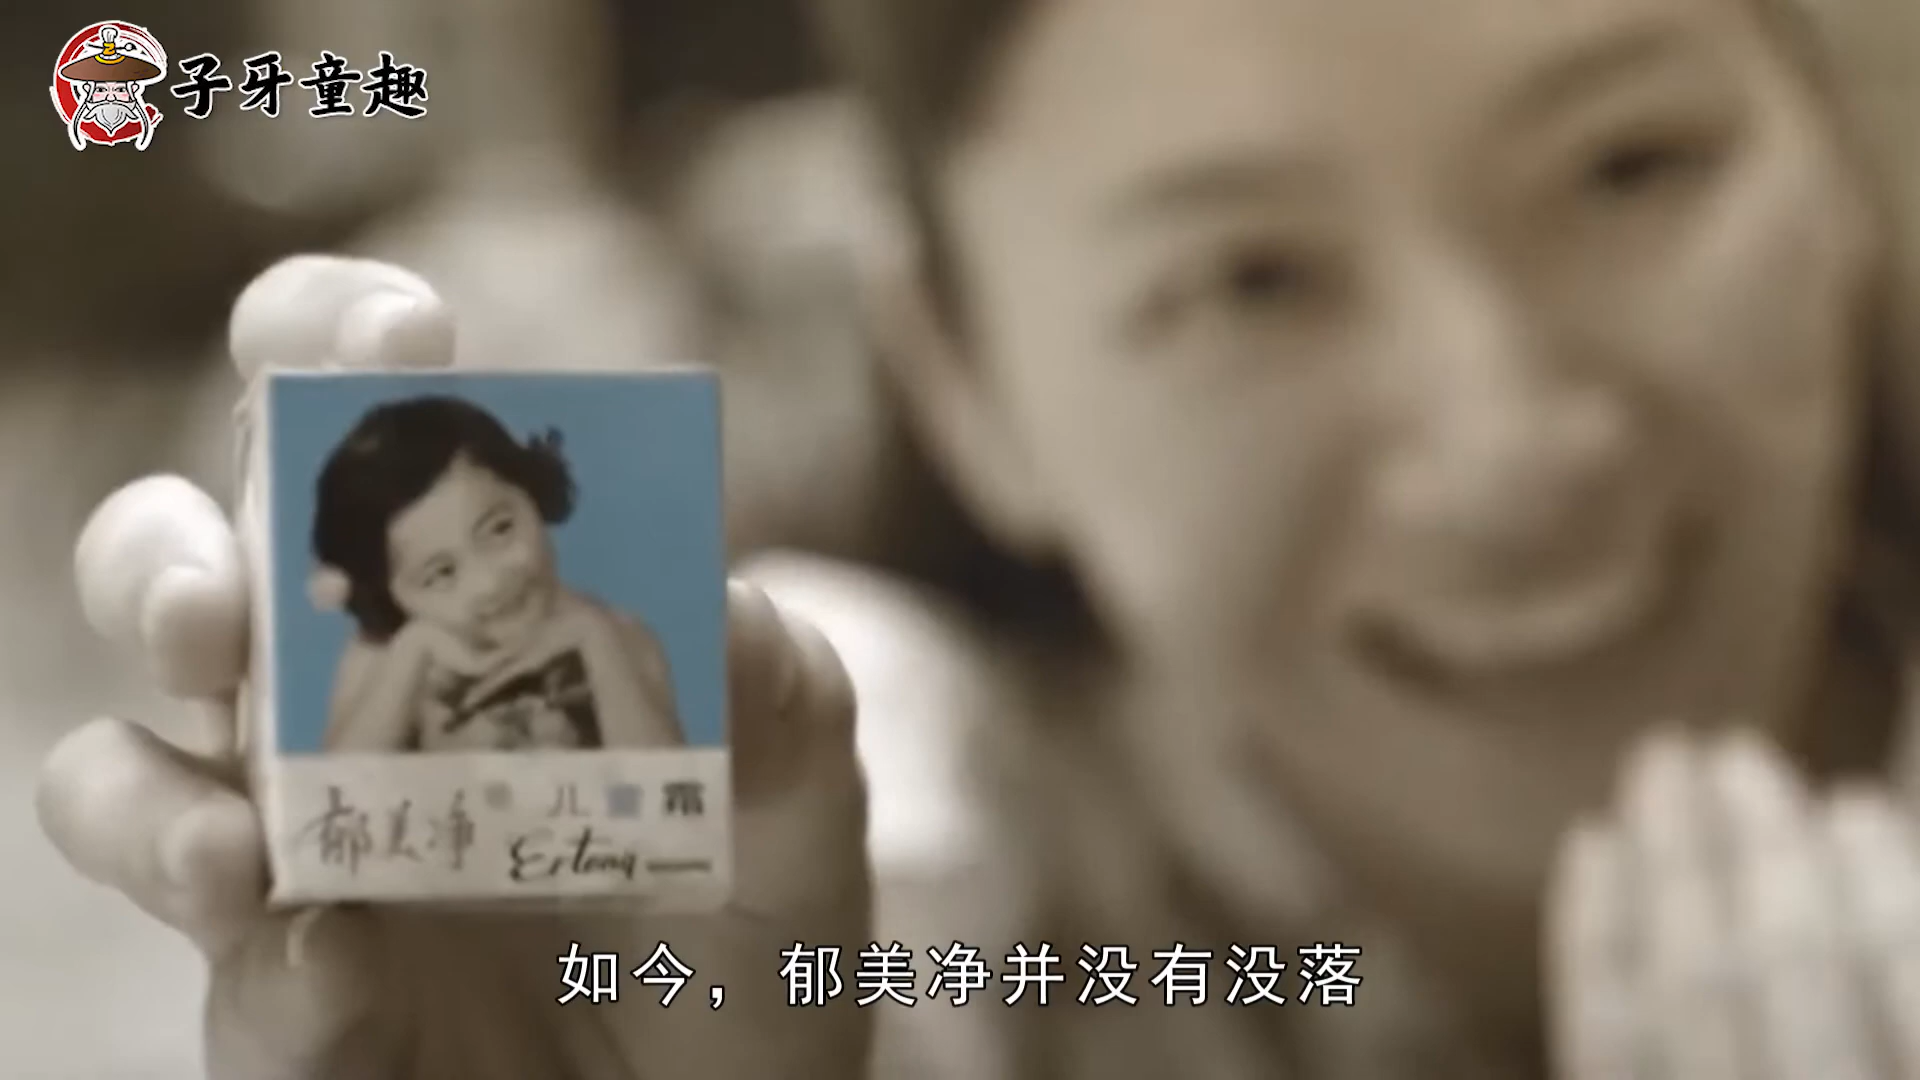 子牙童趣
郁美净 儿童霜
Ertong
如今，郁美净并没有没落